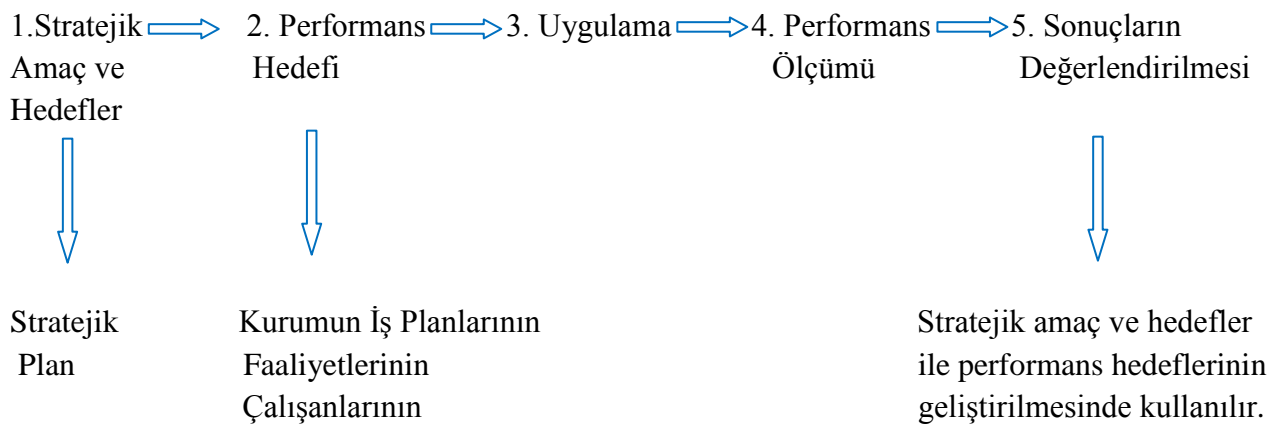 1.Stratejik 2. Performans 3. Uygulama 4. Performans 5. Sonuçların
Amaç ve Hedefi Ölçümü Değerlendirilmesi
Hedefler
Stratejik Kurumun İş Planlarının Stratejik amaç ve hedefler
Plan Faaliyetlerinin ile performans hedeflerinin
Çalışanlarının geliştirilmesinde kullanılır.